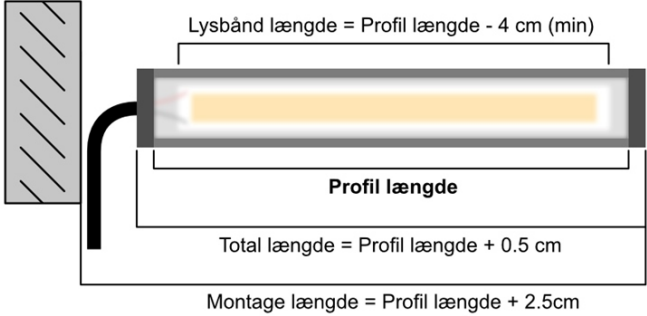 Lysbånd længde = Profil længde - 4 cm (min)
Profil længde
Total længde = Profil længde + 0.5 cm
Montage længde = Profil længde + 2.5cm